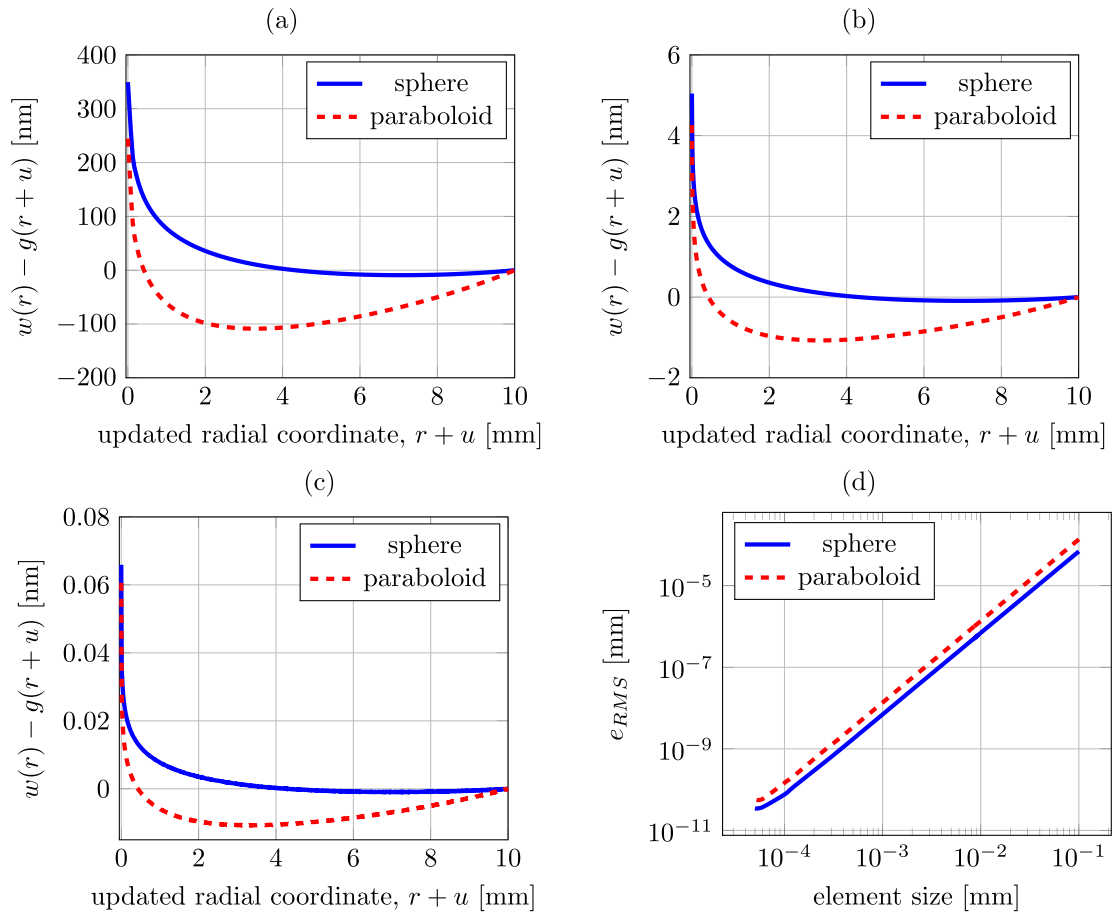 (a)
400
300
200
100
0
−100
−200
w(r) − g(r + u) [nm]
sphere
paraboloid
0 2 4 6 8 10
updated radial coordinate, r + u [mm]
(b)
6
4
2
0
−2
w(r) − g(r + u) [nm]
sphere
paraboloid
0 2 4 6 8 10
updated radial coordinate, r + u [mm]
(c)
0.08
0.06
0.04
0.02
0
w(r) − g(r + u) [nm]
sphere
paraboloid
0 2 4 6 8 10
updated radial coordinate, r + u [mm]
(d)
10⁻⁵
10⁻⁷
10⁻⁹
10⁻¹¹
e_{RMS} [mm]
sphere
paraboloid
10⁻⁴ 10⁻³ 10⁻² 10⁻¹
element size [mm]